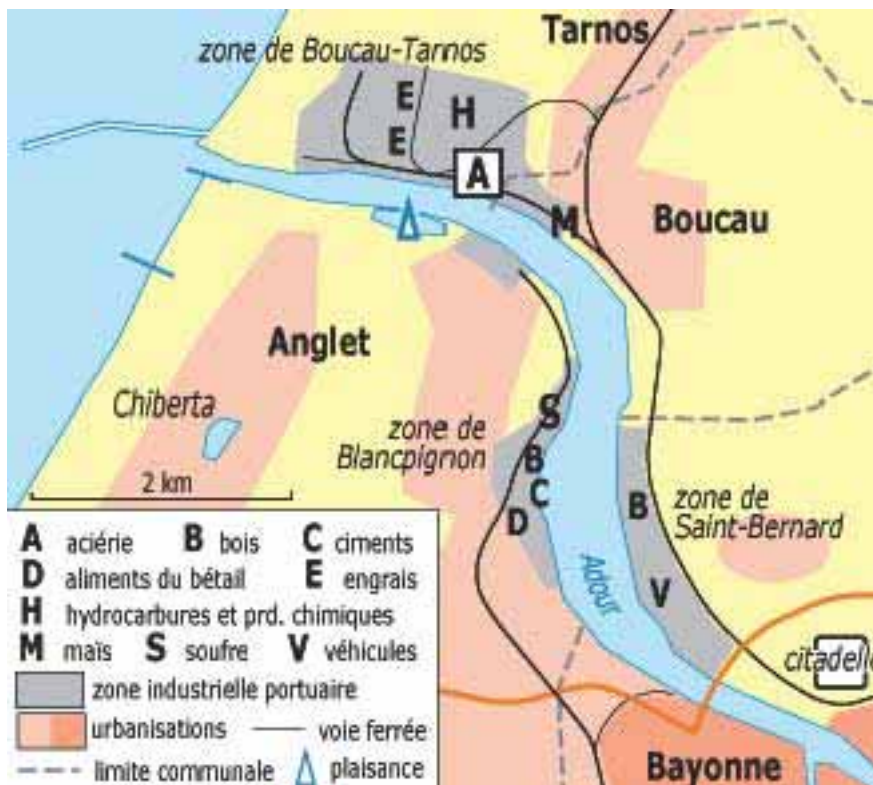 Tarnos
zone de Boucau-Tarnos
E
H
E
A
M
Boucau
Anglet
Chiberta
S
zone de
Blancpignon
B
C
D
B
zone de
Saint-Bernard
2 km
Adour
V
citadelle
A aciérie B bois C ciments
D aliments du bétail E engrais
H hydrocarbures et prd. chimiques
M maïs S soufre V véhicules
zone industrielle portuaire
urbanisations voie ferrée
limite communale plaisance
Bayonne